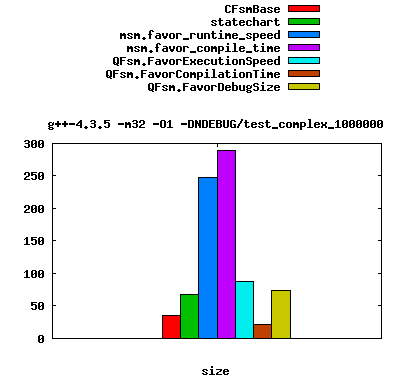 CFsmBase
statechart
msm.favor_runtime_speed
msm.favor_compile_time
QFsm.FavorExecutionSpeed
QFsm.FavorCompilationTime
QFsm.FavorDebugSize
g++-4.3.5 -m32 -O1 -DNDEBUG/test_complex_1000000
300
250
200
150
100
50
0
size